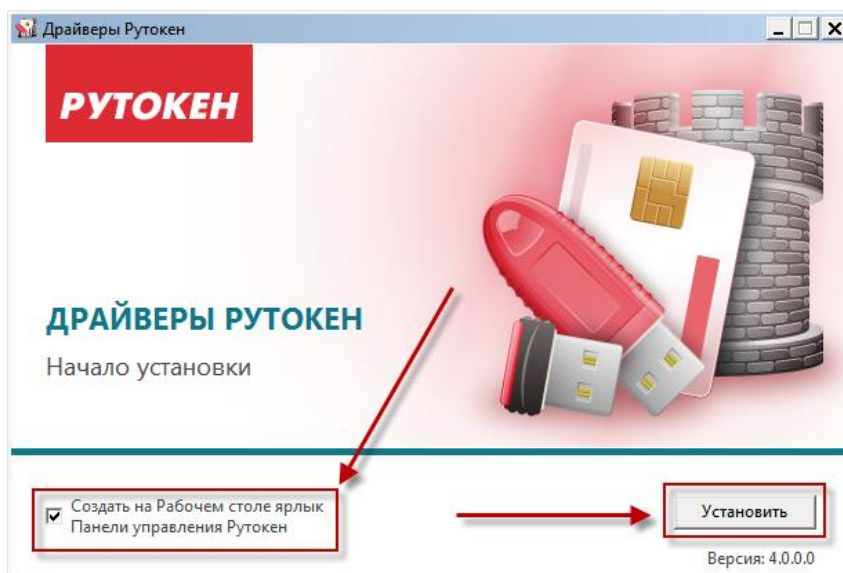 Драйверы Рутокен
РУТОКЕН
ДРАЙВЕРЫ РУТОКЕН
Начало установки
Создать на Рабочем столе ярлык
Панели управления Рутокен
Установить
Версия: 4.0.0.0